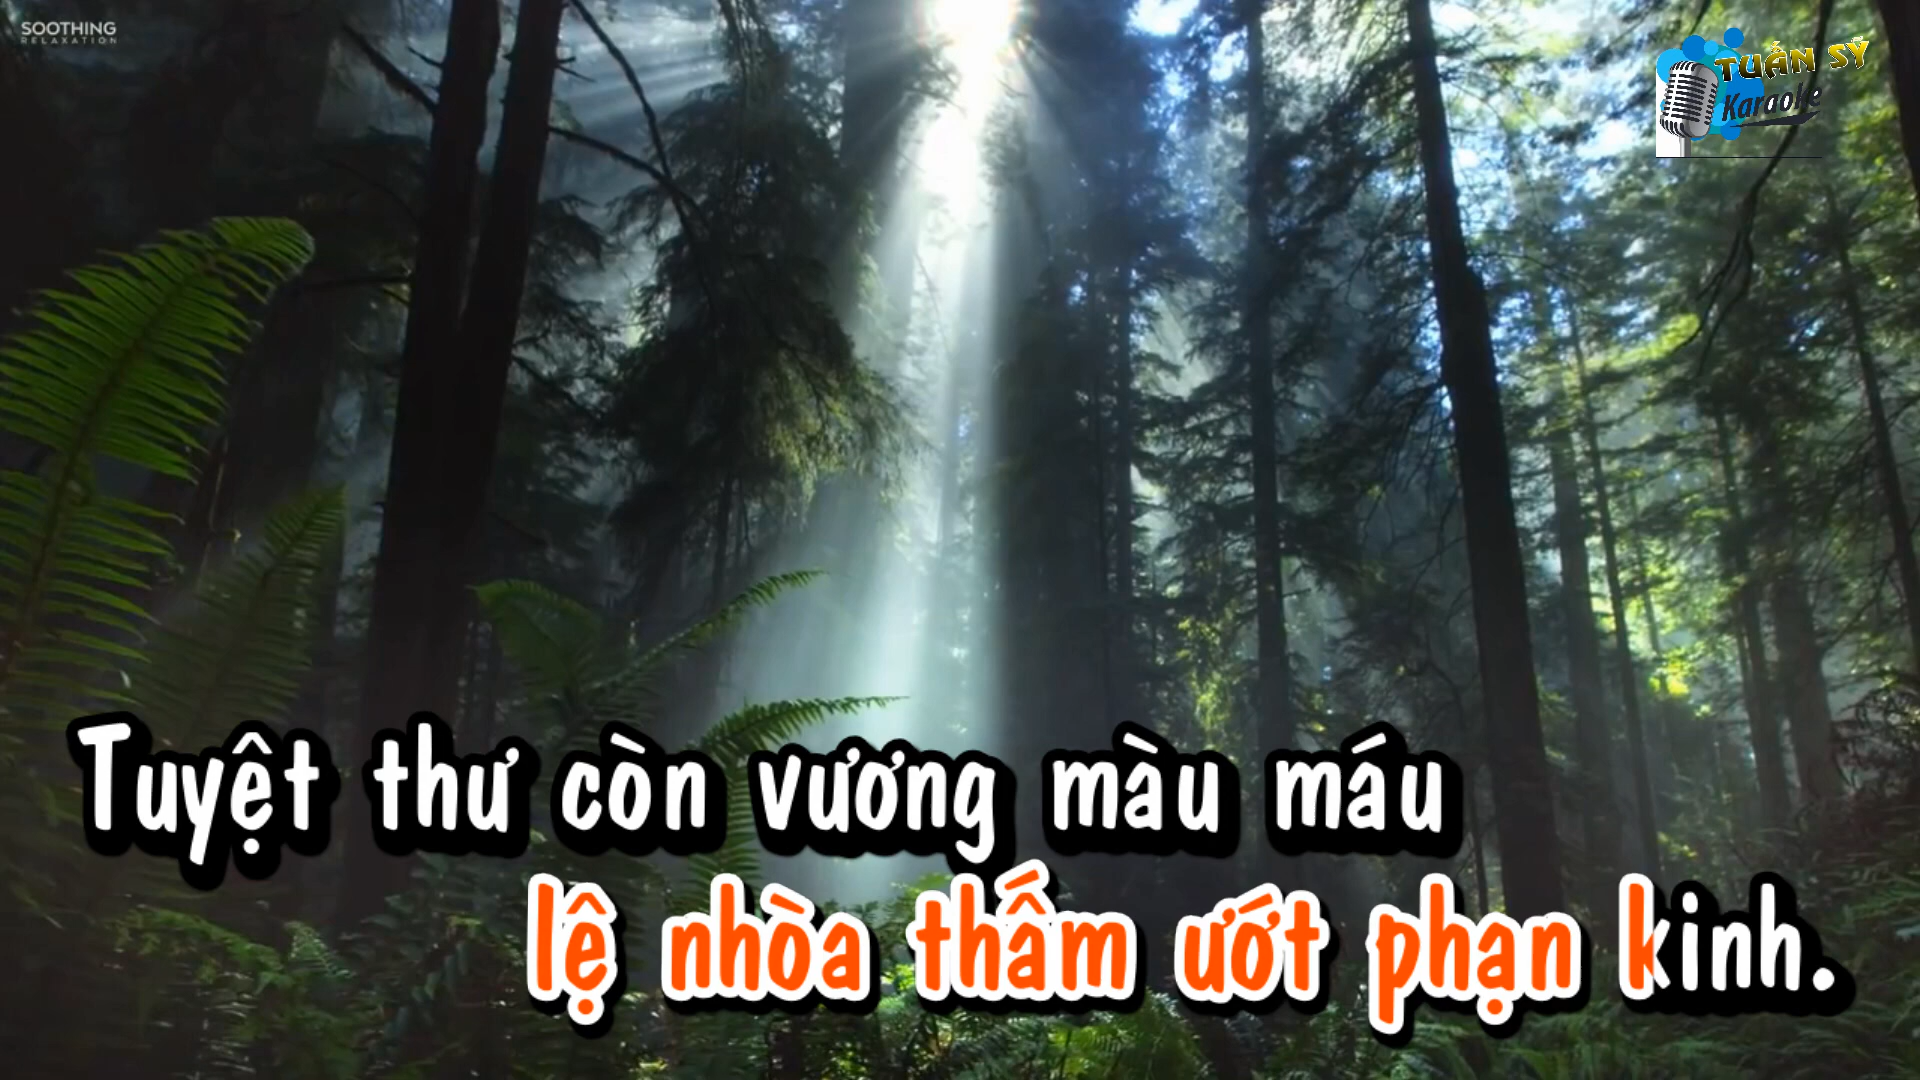 SOOTHING
RELAXATION
TUẤN SỸ
Karaoke
Tuyệt thư còn vương màu máu
lệ nhòa thấm ướt phạn kinh.